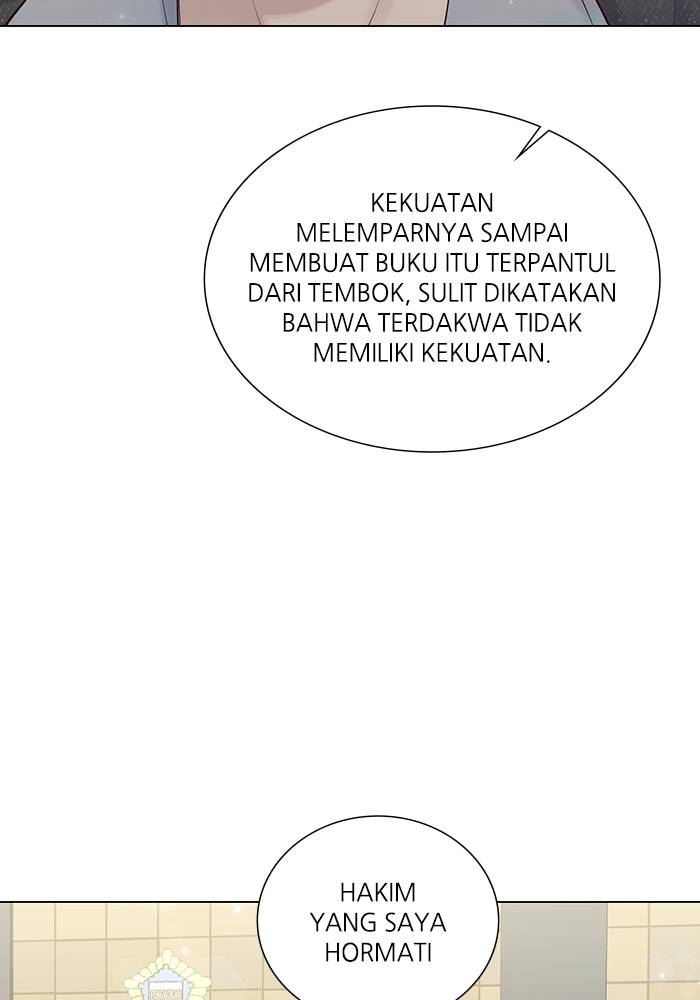 KEKUATAN
MELEMPARNYA SAMPAI
MEMBUAT BUKU ITU TERPANTUL
DARI TEMBOK, SULIT DIKATAKAN
BAHWA TERDAKWA TIDAK
MEMILIKI KEKUATAN.
HAKIM
YANG SAYA
HORMATI